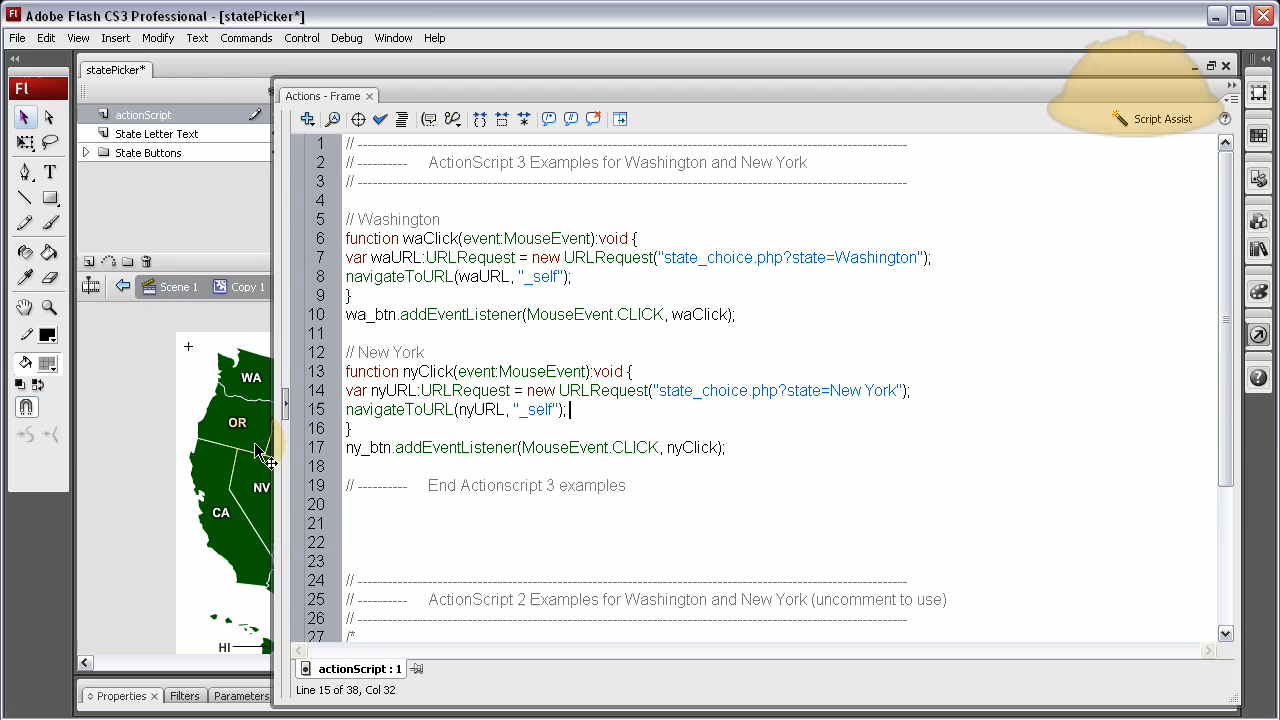 Adobe Flash CS3 Professional - [statePicker*]
File Edit View Insert Modify Text Commands Control Debug Window Help
statePicker*
Fl
actionScript
State Letter Text
State Buttons
Scene 1 Copy 1
WA
OR
NV
CA
HI
Properties Filters Parameters
Actions - Frame
Script Assist
1 // ----------------------------------------------------------------------------------------------------------
2 // ---------- ActionScript 3 Examples for Washington and New York
3 // ----------------------------------------------------------------------------------------------------------
4
5 // Washington
6 function waClick(event:MouseEvent):void {
7 var waURL:URLRequest = new URLRequest("state_choice.php?state=Washington");
8 navigateToURL(waURL, "_self");
9 }
10 wa_btn.addEventListener(MouseEvent.CLICK, waClick);
11
12 // New York
13 function nyClick(event:MouseEvent):void {
14 var nyURL:URLRequest = new URLRequest("state_choice.php?state=New York");
15 navigateToURL(nyURL, "_self");
16 }
17 ny_btn.addEventListener(MouseEvent.CLICK, nyClick);
18
19 // ---------- End Actionscript 3 examples
20
21
22
23
24 // ----------------------------------------------------------------------------------------------------------
25 // ---------- ActionScript 2 Examples for Washington and New York (uncomment to use)
26 // ----------------------------------------------------------------------------------------------------------
27 /*
actionScript : 1
Line 15 of 38, Col 32